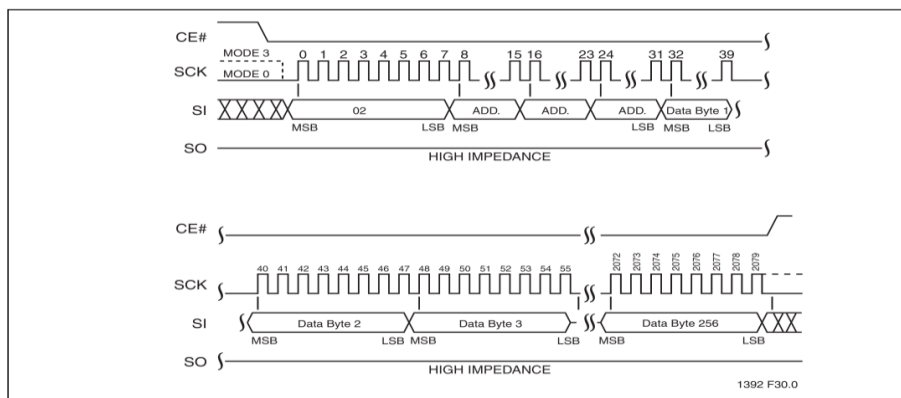 CE#
MODE 3
0 1 2 3 4 5 6 7 8 15 16 23 24 31 32 39
SCK
MODE 0
SI
02 ADD. ADD. ADD. Data Byte 1
MSB LSB MSB LSB MSB LSB
SO
HIGH IMPEDANCE
CE#
40 41 42 43 44 45 46 47 48 49 50 51 52 53 54 55 2072 2073 2074 2075 2076 2077 2078 2079
SCK
SI
Data Byte 2 Data Byte 3 Data Byte 256
MSB LSB MSB LSB MSB LSB
SO
HIGH IMPEDANCE
1392 F30.0